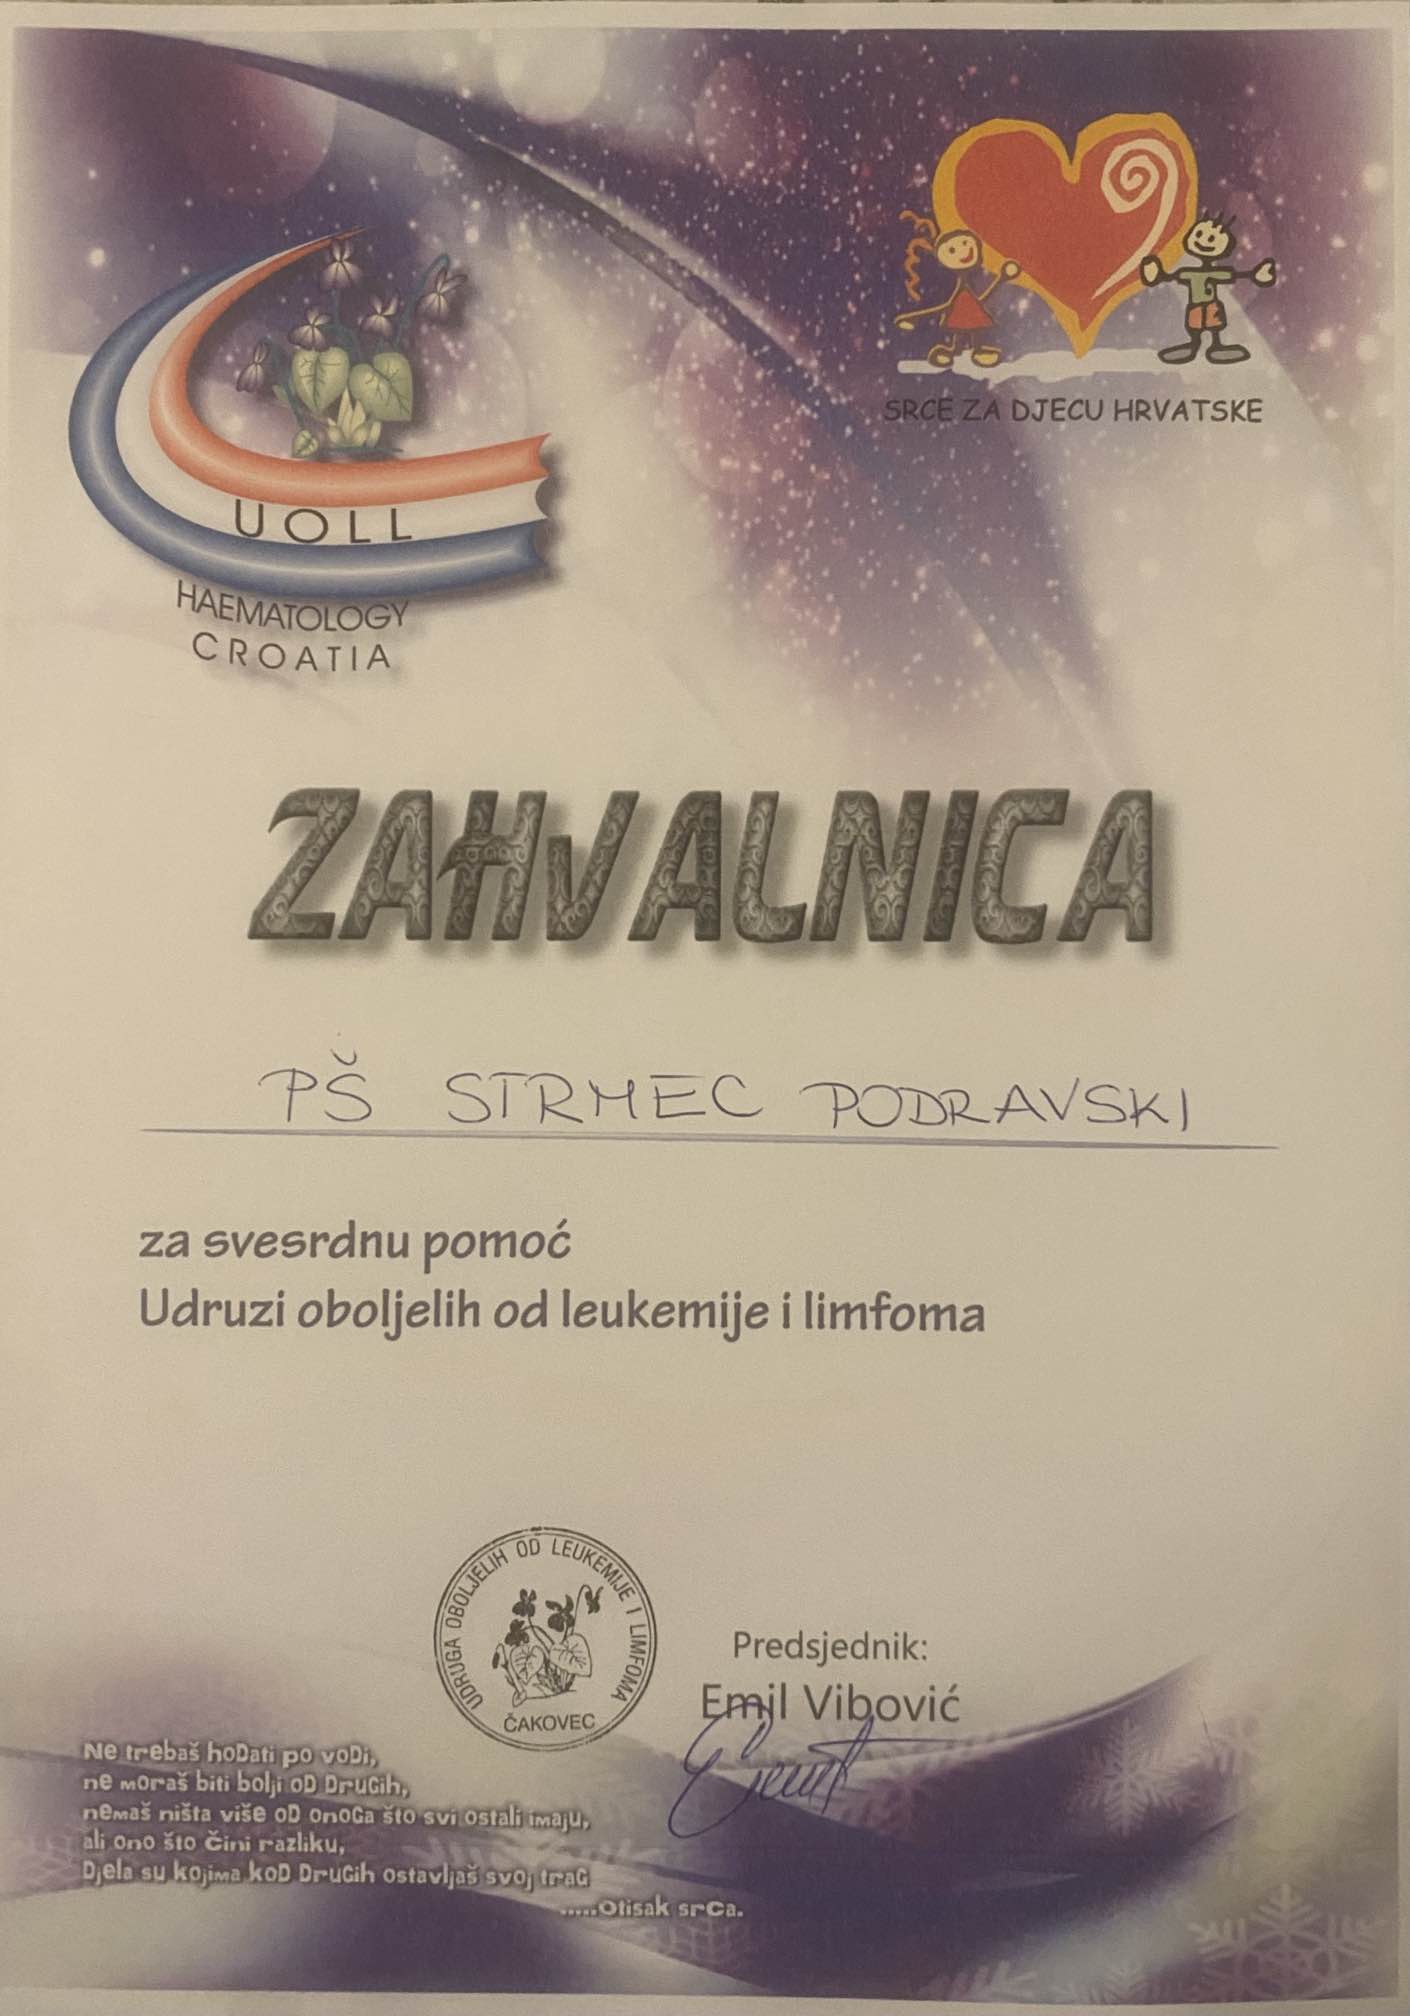 SRCE ZA DJECU HRVATSKE
UOLL
HAEMATOLOGY
CROATIA
ZAHVALNICA
PŠ STRMEC PODRAVSKI
za svesrdnu pomoć
Udruzi oboljelih od leukemije i limfoma
UDRUGA OBOLJELIH OD LEUKEMIJE I LIMFOMA
ČAKOVEC
Predsjednik:
Emil Vibović
Ne trebaš hoDati po voDi,
ne moraš biti bolji oD DruGih,
nemaš ništa više oD onoGa što svi ostali imaju,
ali ono što Čini razliku,
Djela su kojima koD DruGih ostavljaš svoj traG
.....Otisak srCa.